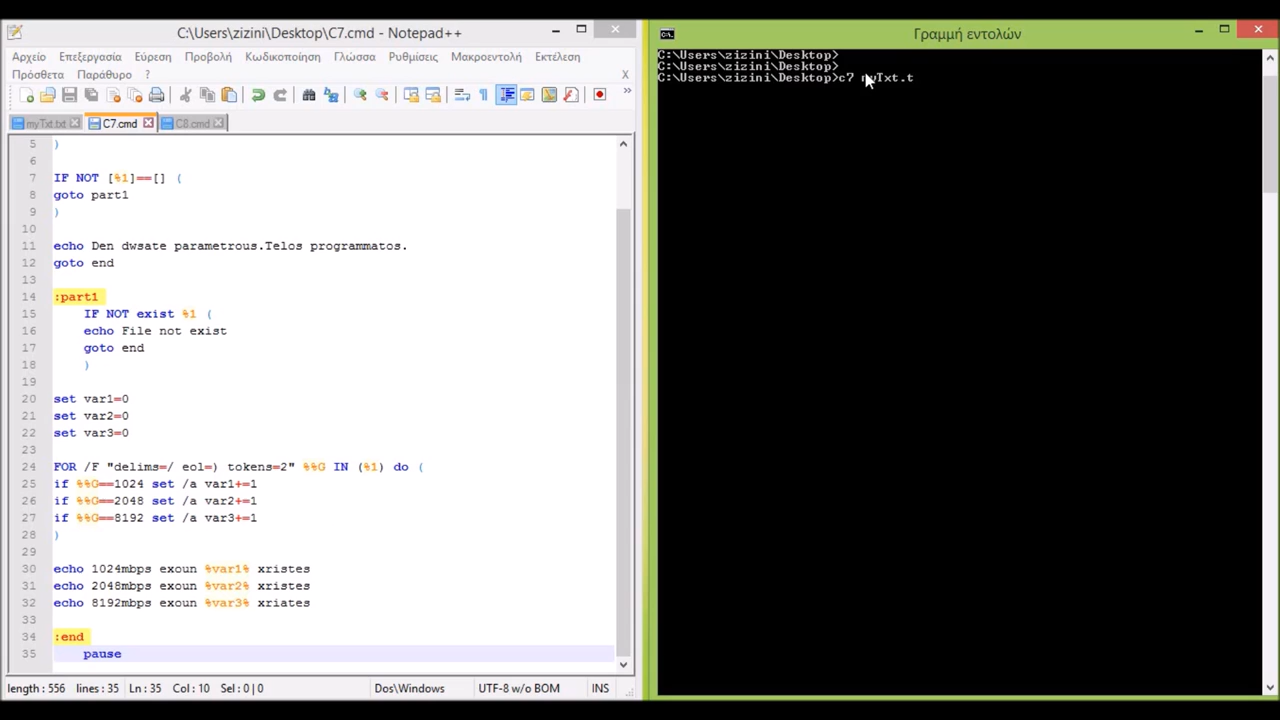 C:\Users\zizini\Desktop\C7.cmd - Notepad++
Αρχείο Επεξεργασία Εύρεση Προβολή Κωδικοποίηση Γλώσσα Ρυθμίσεις Μακροεντολή Εκτέλεση
Πρόσθετα Παράθυρο ?
X
myTxt.txt C7.cmd C8.cmd
5 )
6
7 IF NOT [%1]==[] (
8 goto part1
9 )
10
11 echo Den dwsate parametrous.Telos programmatos.
12 goto end
13
14 :part1
15 IF NOT exist %1 (
16 echo File not exist
17 goto end
18 )
19
20 set var1=0
21 set var2=0
22 set var3=0
23
24 FOR /F "delims=/ eol=) tokens=2" %%G IN (%1) do (
25 if %%G==1024 set /a var1+=1
26 if %%G==2048 set /a var2+=1
27 if %%G==8192 set /a var3+=1
28 )
29
30 echo 1024mbps exoun %var1% xristes
31 echo 2048mbps exoun %var2% xristes
32 echo 8192mbps exoun %var3% xriates
33
34 :end
35 pause
length : 556 lines : 35 Ln : 35 Col : 10 Sel : 0 | 0 Dos\Windows UTF-8 w/o BOM INS
Γραμμή εντολών
C:\Users\zizini\Desktop>
C:\Users\zizini\Desktop>
C:\Users\zizini\Desktop>c7 myTxt.t